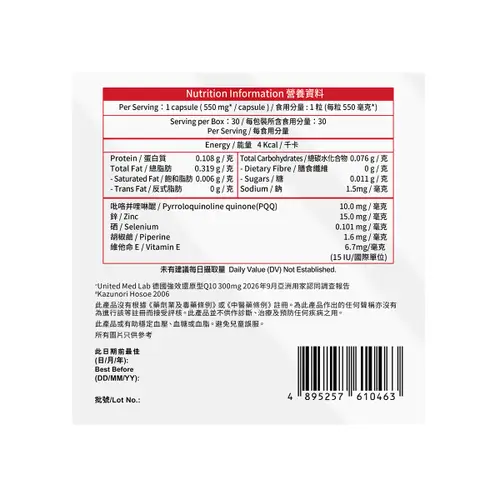 Nutrition Information 營養資料
Per Serving : 1 capsule ( 550 mg* / capsule ) / 食用分量 : 1 粒 (每粒 550 毫克*)
Serving per Box : 30 / 每包裝所含食用分量 : 30
Per Serving / 每食用分量
Energy / 能量 4 Kcal / 千卡
Protein / 蛋白質 0.108 g / 克
Total Carbohydrates / 總碳水化合物 0.076 g / 克
Total Fat / 總脂肪 0.319 g / 克
- Dietary Fibre / 膳食纖維 0 g / 克
- Saturated Fat / 飽和脂肪 0.006 g / 克
- Sugars / 糖 0.011 g / 克
- Trans Fat / 反式脂肪 0 g / 克
Sodium / 鈉 1.5mg / 毫克
吡咯并喹啉醌 / Pyrroloquinoline quinone(PQQ) 10.0 mg / 毫克
鋅 / Zinc 15.0 mg / 毫克
硒 / Selenium 0.101 mg / 毫克
胡椒鹼 / Piperine 1.6 mg / 毫克
維他命 E / Vitamin E 6.7mg/ 毫克
(15 IU/國際單位)
未有建議每日攝取量 Daily Value (DV) Not Established.
United Med Lab 德國強效還原型Q10 300mg 2026年9月亞洲用家認同調查報告
Kazunori Hosoe 2006
此產品沒有根據《藥劑業及毒藥條例》或《中醫藥條例》註冊。為此產品作出的任何聲稱亦沒有
為進行該等註冊而接受評核。此產品並不供作診斷、治療及預防任何疾病之用。
此產品或有助穩定血壓、血糖或血脂。避免兒童誤服。
所有圖片只供參考
此日期前最佳
(日/月/年):
Best Before
(DD/MM/YY):
批號/Lot No.:
4 895257 610463